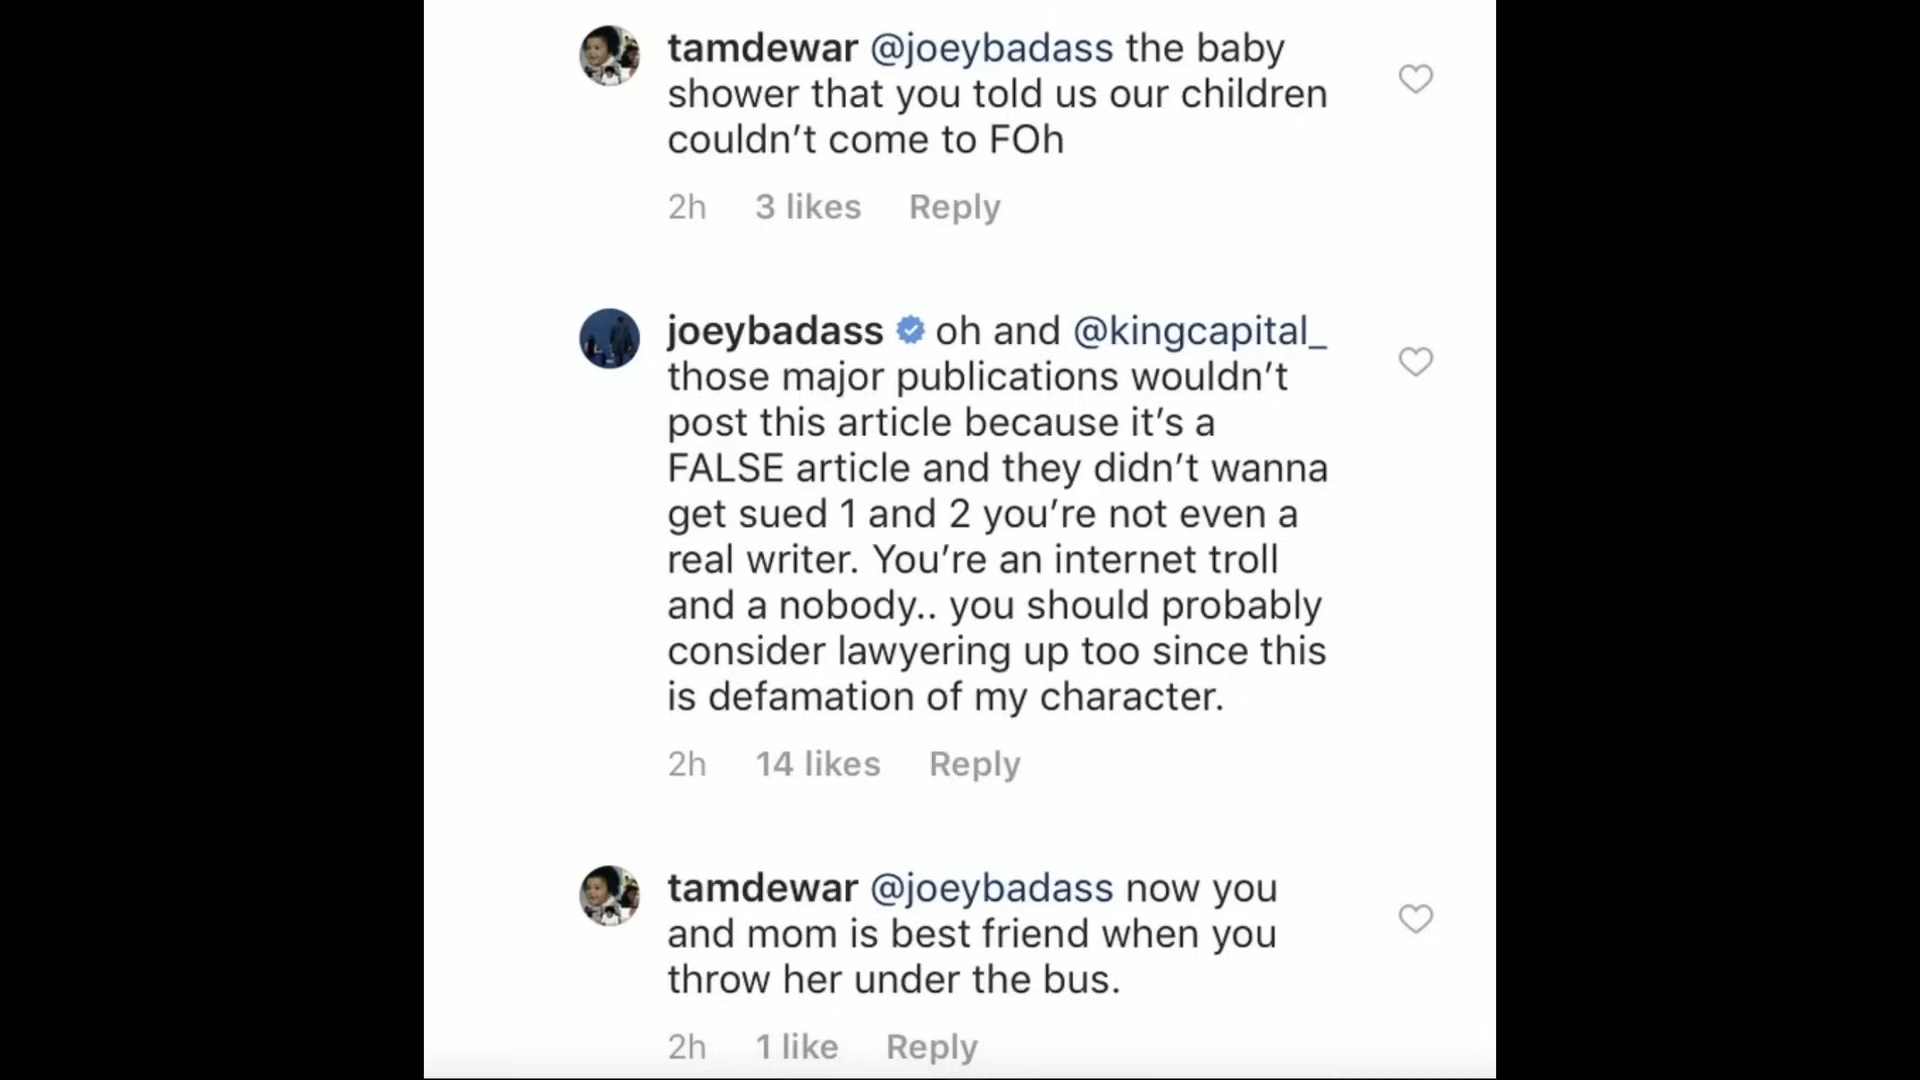 tamdewar @joeybadass the baby
shower that you told us our children
couldn't come to FOh
2h 3 likes Reply
joeybadass oh and @kingcapital_
those major publications wouldn't
post this article because it's a
FALSE article and they didn't wanna
get sued 1 and 2 you're not even a
real writer. You're an internet troll
and a nobody.. you should probably
consider lawyering up too since this
is defamation of my character.
2h 14 likes Reply
tamdewar @joeybadass now you
and mom is best friend when you
throw her under the bus.
2h 1 like Reply